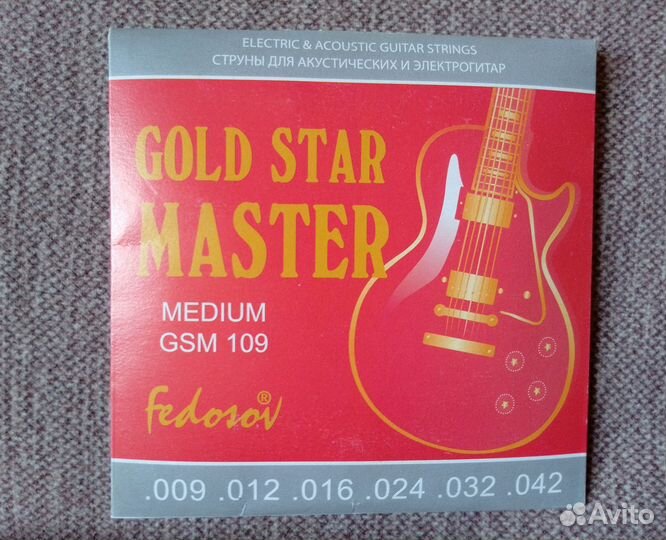 ELECTRIC & ACOUSTIC GUITAR STRINGS
СТРУНЫ ДЛЯ АКУСТИЧЕСКИХ И ЭЛЕКТРОГИТАР
GOLD STAR
MASTER
MEDIUM
GSM 109
Fedosov®
.009 .012 .016 .024 .032 .042
Avito